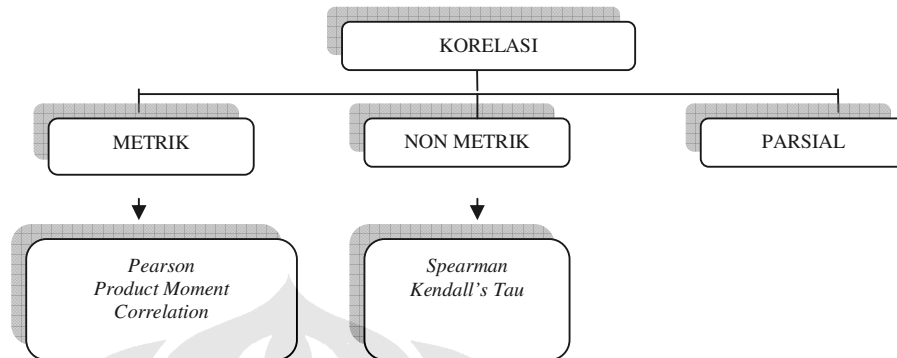 KORELASI
METRIK
NON METRIK
PARSIAL
Pearson
Product Moment
Correlation
Spearman
Kendall's Tau